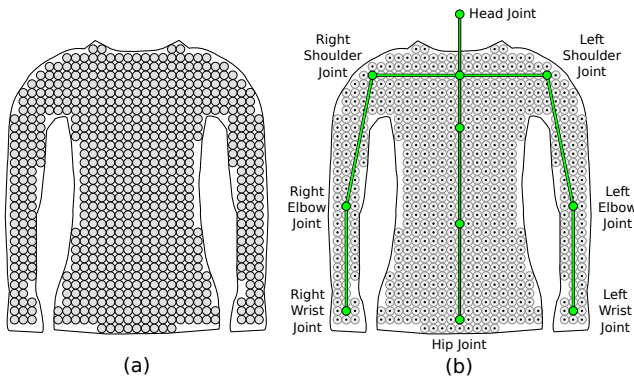 Head Joint
Right
Shoulder
Joint
Left
Shoulder
Joint
Right
Elbow
Joint
Left
Elbow
Joint
Right
Wrist
Joint
Left
Wrist
Joint
Hip Joint
(a)
(b)